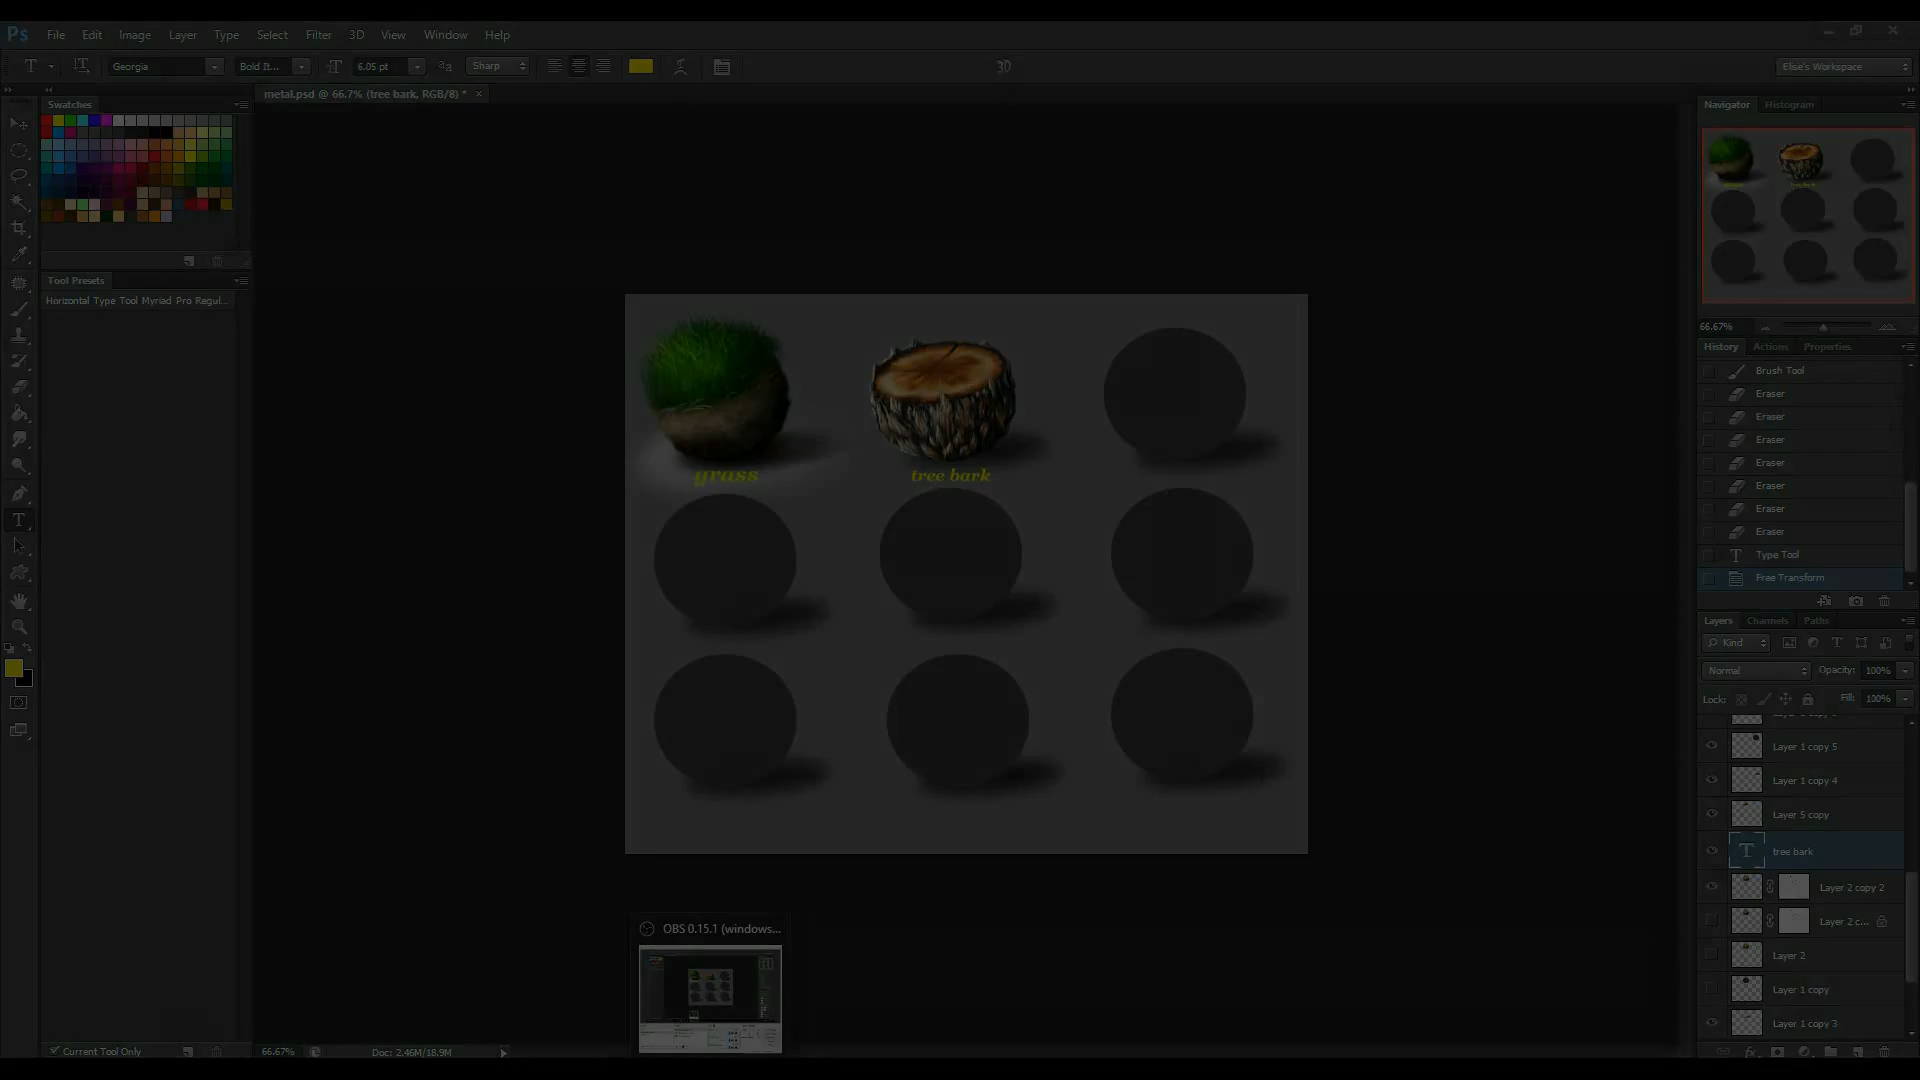 Ps File Edit Image Layer Type Select Filter 3D View Window Help
T Georgia Bold It... 6.05 pt aa Sharp 3D Elise's Workspace
metal.psd @ 66.7% (tree bark, RGB/8) * ×
Swatches
Tool Presets
Horizontal Type Tool Myriad Pro Regul...
grass
tree bark
OBS 0.15.1 (windows...
Current Tool Only
66.67% Doc: 2.46M/18.9M
Navigator Histogram
66.67%
History Actions Properties
Brush Tool
Eraser
Eraser
Eraser
Eraser
Eraser
Eraser
Eraser
Type Tool
Free Transform
Layers Channels Paths
Kind
Normal Opacity: 100%
Lock: Fill: 100%
Layer 1 copy 5
Layer 1 copy 4
Layer 5 copy
tree bark
Layer 2 copy 2
Layer 2 c...
Layer 2
Layer 1 copy
Layer 1 copy 3
fx